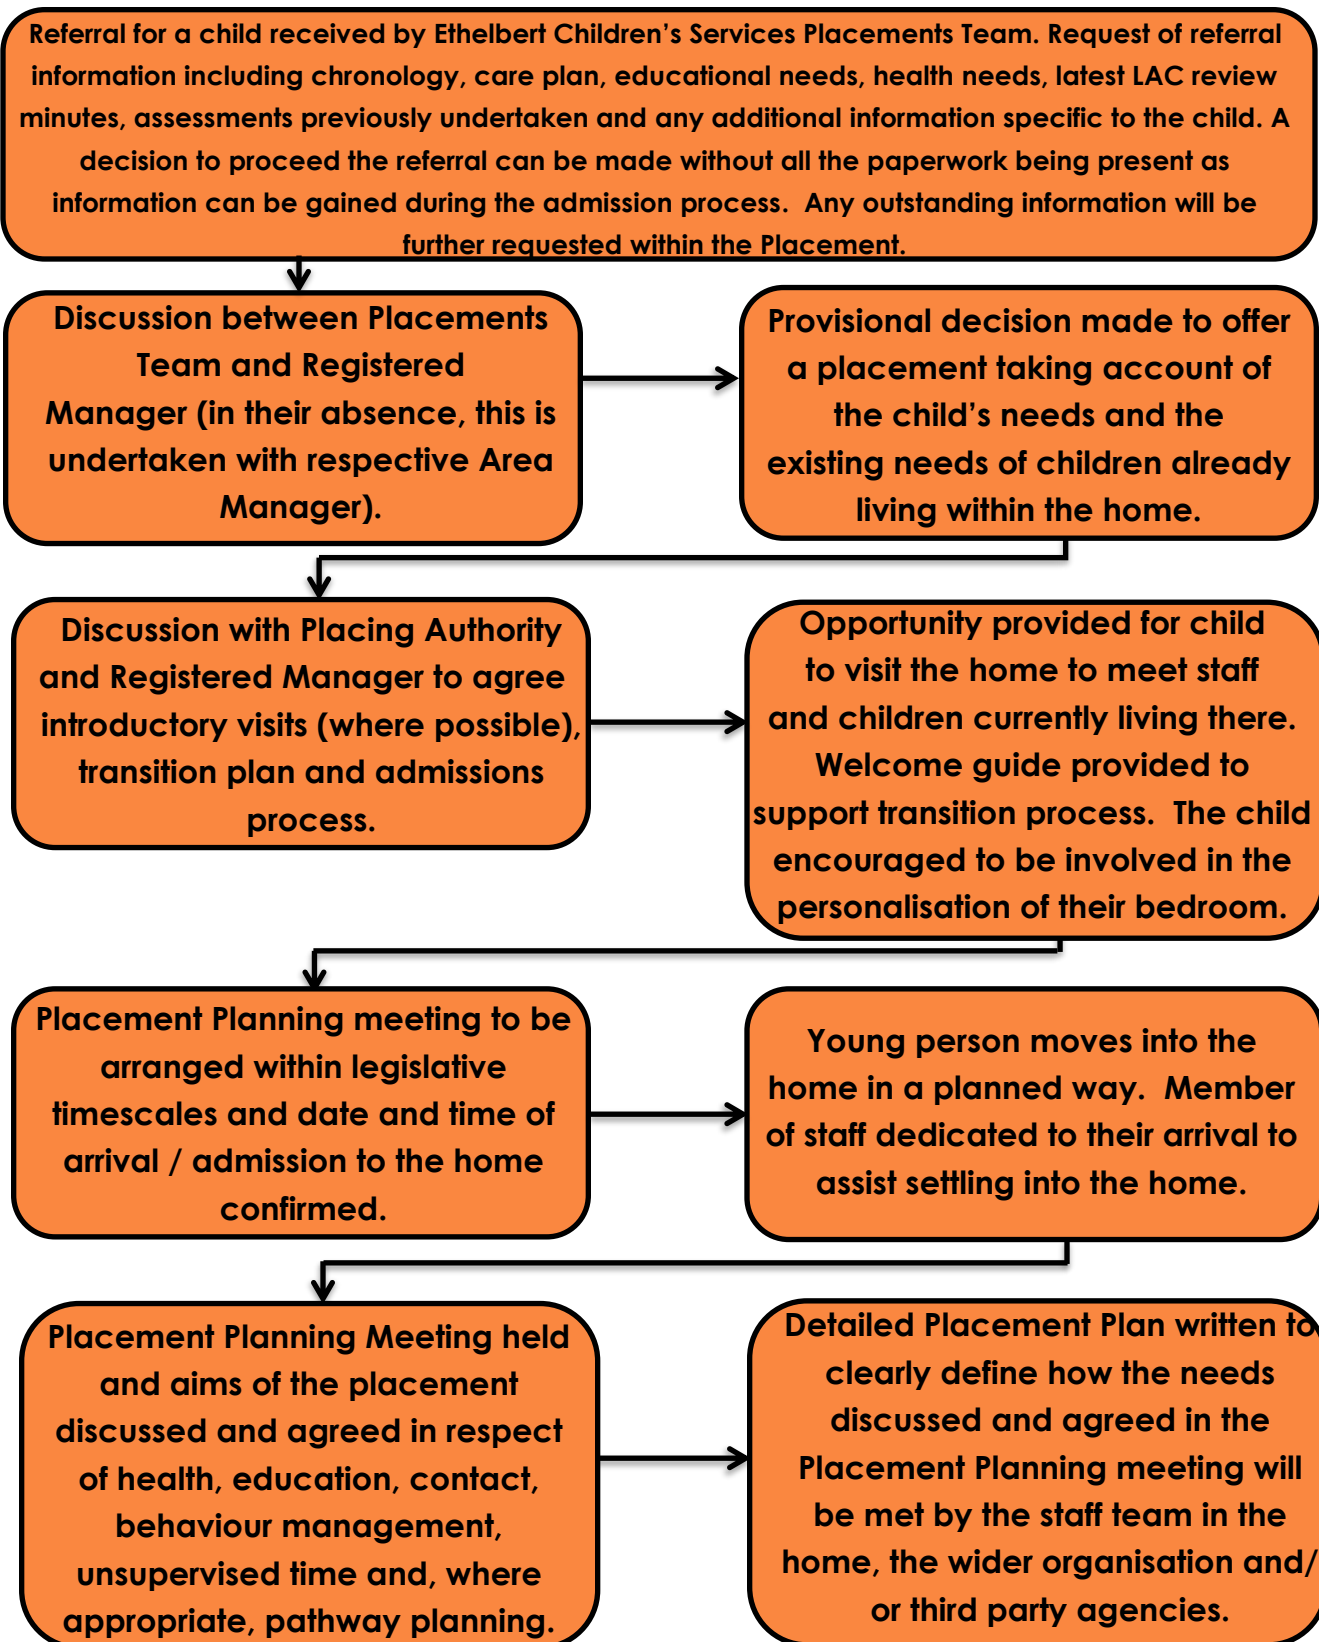 Referral for a child received by Ethelbert Children’s Services Placements Team. Request of referral
information including chronology, care plan, educational needs, health needs, latest LAC review
minutes, assessments previously undertaken and any additional information specific to the child. A
decision to proceed the referral can be made without all the paperwork being present as
information can be gained during the admission process. Any outstanding information will be
further requested within the Placement.
Discussion between Placements
Team and Registered
Manager (in their absence, this is
undertaken with respective Area
Manager).
Provisional decision made to offer
a placement taking account of
the child’s needs and the
existing needs of children already
living within the home.
Discussion with Placing Authority
and Registered Manager to agree
introductory visits (where possible),
transition plan and admissions
process.
Opportunity provided for child
to visit the home to meet staff
and children currently living there.
Welcome guide provided to
support transition process. The child
encouraged to be involved in the
personalisation of their bedroom.
Placement Planning meeting to be
arranged within legislative
timescales and date and time of
arrival / admission to the home
confirmed.
Young person moves into the
home in a planned way. Member
of staff dedicated to their arrival to
assist settling into the home.
Placement Planning Meeting held
and aims of the placement
discussed and agreed in respect
of health, education, contact,
behaviour management,
unsupervised time and, where
appropriate, pathway planning.
Detailed Placement Plan written to
clearly define how the needs
discussed and agreed in the
Placement Planning meeting will
be met by the staff team in the
home, the wider organisation and/
or third party agencies.